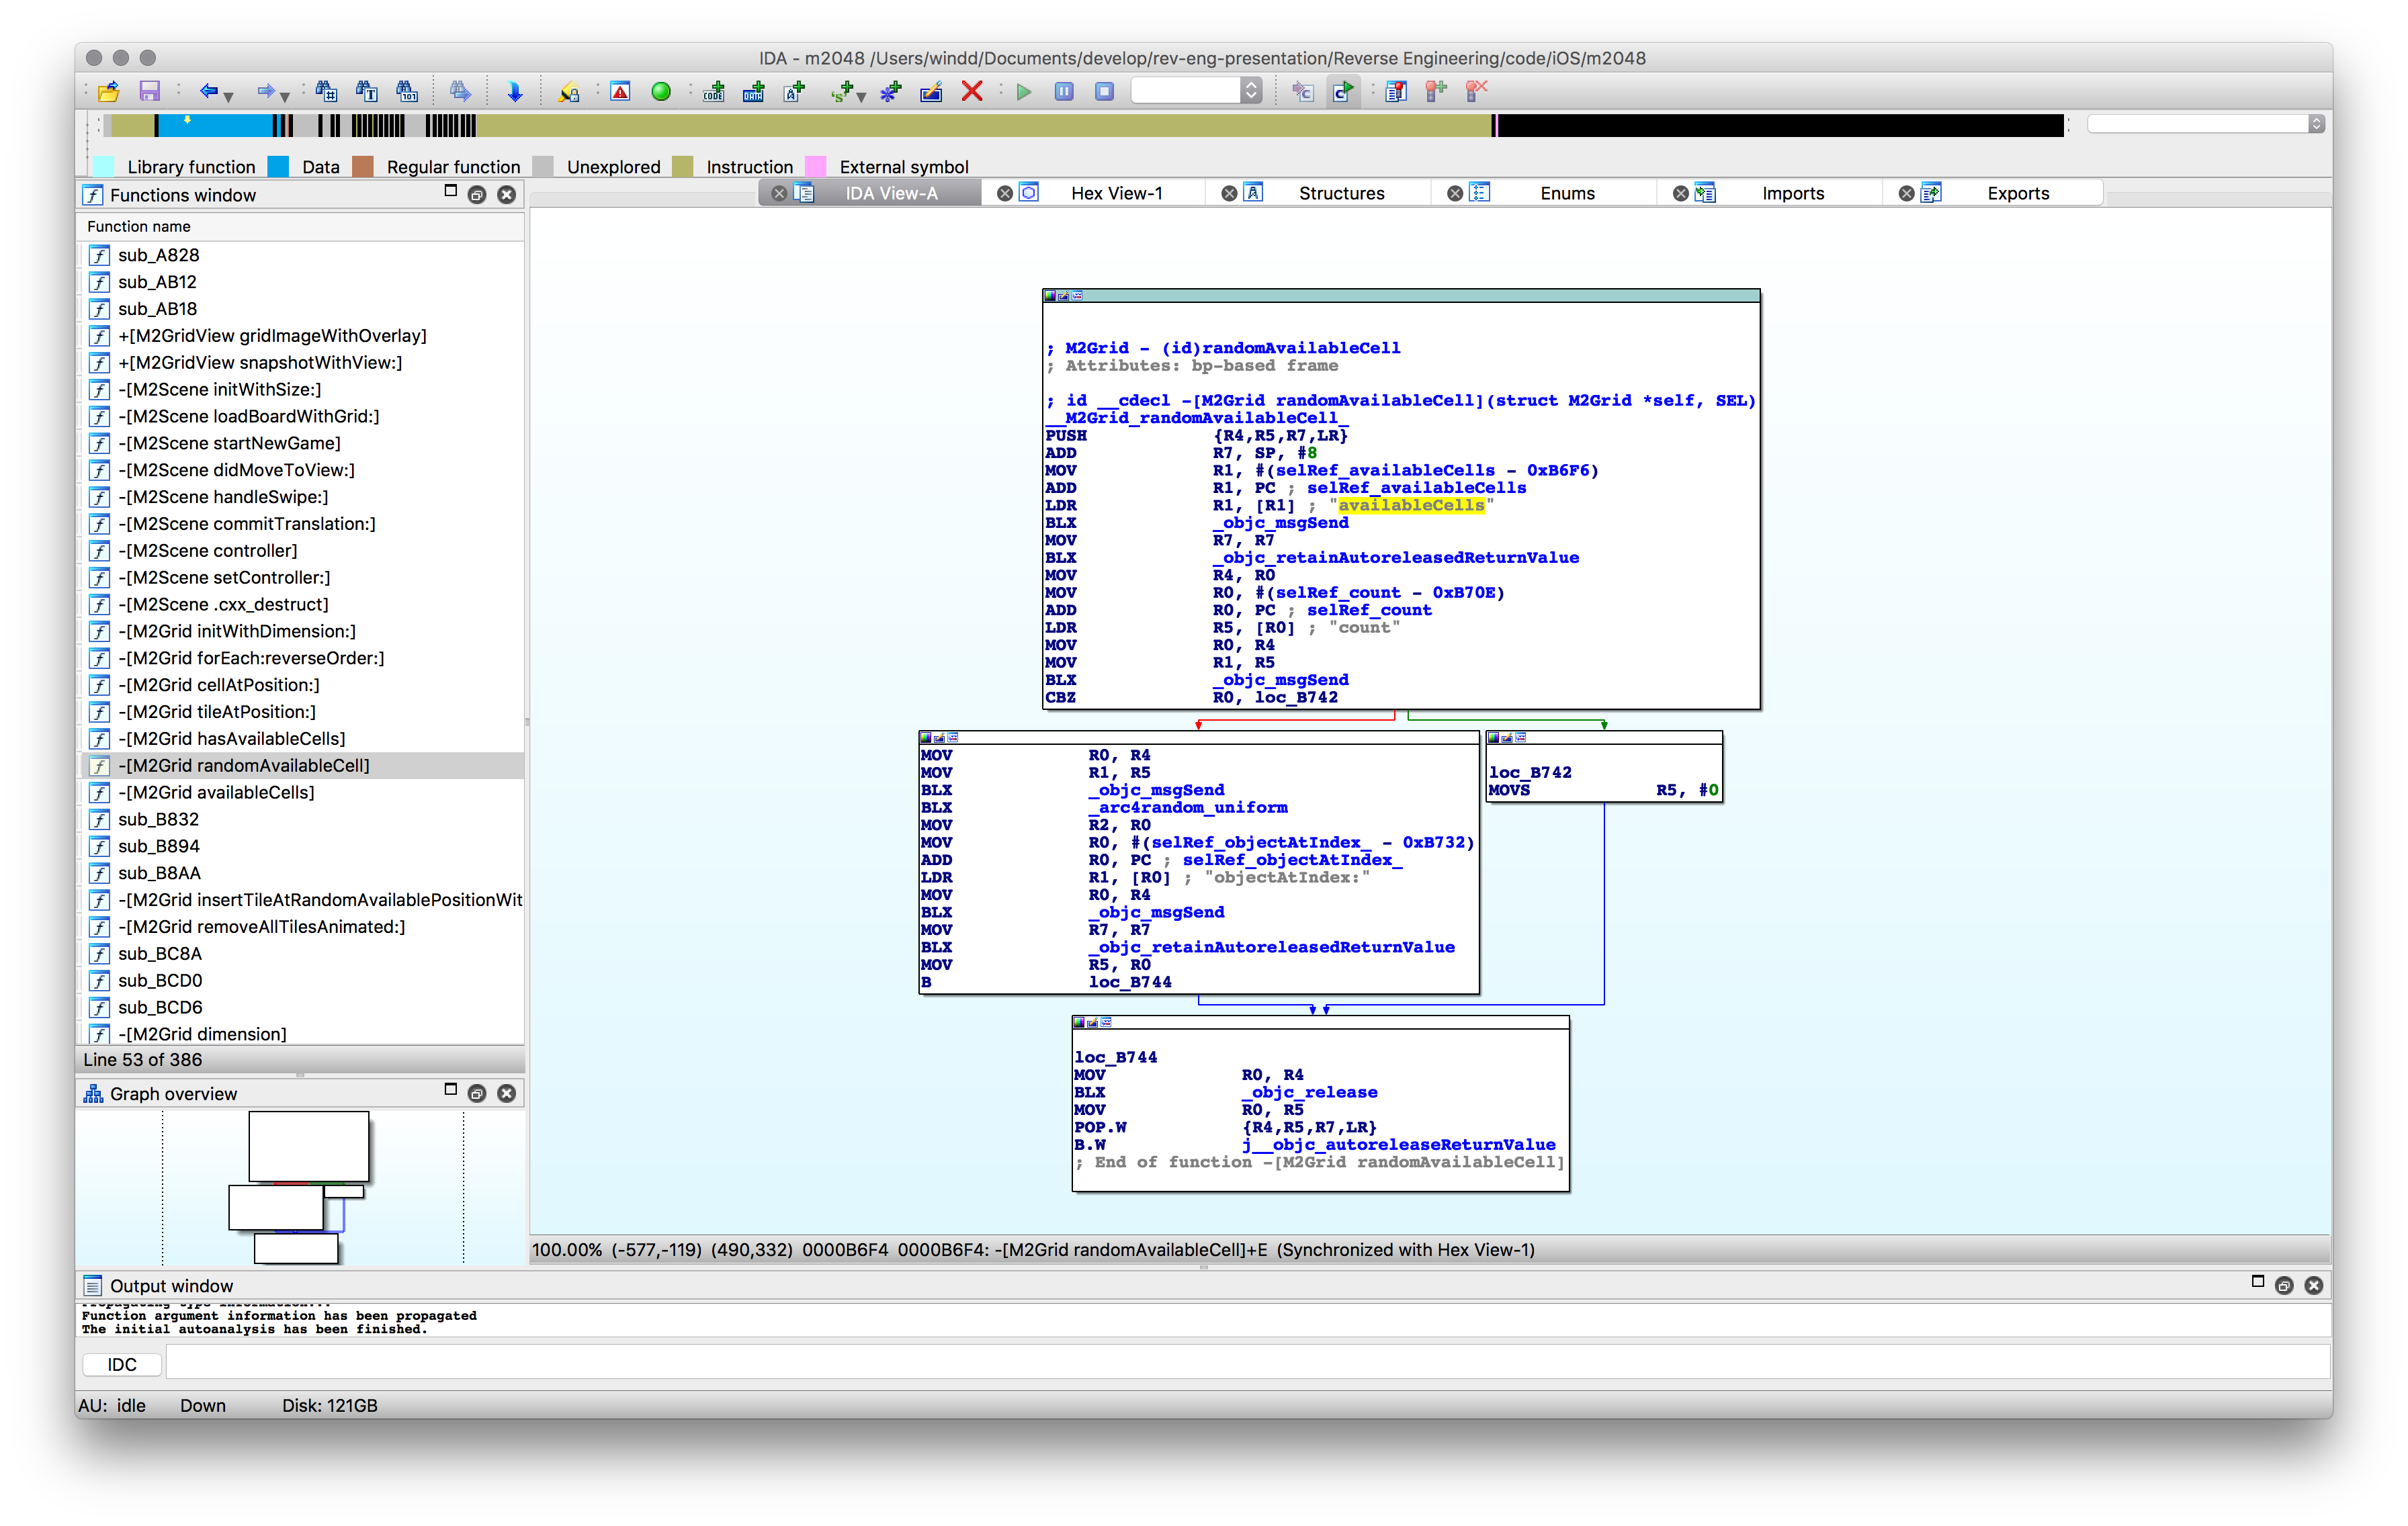 IDA - m2048 /Users/windd/Documents/develop/rev-eng-presentation/Reverse Engineering/code/iOS/m2048
Library function Data Regular function Unexplored Instruction External symbol
Functions window
IDA View-A Hex View-1 Structures Enums Imports Exports
Function name
sub_A828
sub_AB12
sub_AB18
+[M2GridView gridImageWithOverlay]
+[M2GridView snapshotWithView:]
-[M2Scene initWithSize:]
-[M2Scene loadBoardWithGrid:]
-[M2Scene startNewGame]
-[M2Scene didMoveToView:]
-[M2Scene handleSwipe:]
-[M2Scene commitTranslation:]
-[M2Scene controller]
-[M2Scene setController:]
-[M2Scene .cxx_destruct]
-[M2Grid initWithDimension:]
-[M2Grid forEach:reverseOrder:]
-[M2Grid cellAtPosition:]
-[M2Grid tileAtPosition:]
-[M2Grid hasAvailableCells]
-[M2Grid randomAvailableCell]
-[M2Grid availableCells]
sub_B832
sub_B894
sub_B8AA
-[M2Grid insertTileAtRandomAvailablePositionWit
-[M2Grid removeAllTilesAnimated:]
sub_BC8A
sub_BCD0
sub_BCD6
-[M2Grid dimension]
Line 53 of 386
Graph overview
; M2Grid - (id)randomAvailableCell
; Attributes: bp-based frame
; id __cdecl -[M2Grid randomAvailableCell](struct M2Grid *self, SEL)
__M2Grid_randomAvailableCell_
PUSH {R4,R5,R7,LR}
ADD R7, SP, #8
MOV R1, #(selRef_availableCells - 0xB6F6)
ADD R1, PC ; selRef_availableCells
LDR R1, [R1] ; "availableCells"
BLX _objc_msgSend
MOV R7, R7
BLX _objc_retainAutoreleasedReturnValue
MOV R4, R0
MOV R0, #(selRef_count - 0xB70E)
ADD R0, PC ; selRef_count
LDR R5, [R0] ; "count"
MOV R0, R4
MOV R1, R5
BLX _objc_msgSend
CBZ R0, loc_B742
MOV R0, R4
MOV R1, R5
BLX _objc_msgSend
BLX _arc4random_uniform
MOV R2, R0
MOV R0, #(selRef_objectAtIndex_ - 0xB732)
ADD R0, PC ; selRef_objectAtIndex_
LDR R1, [R0] ; "objectAtIndex:"
MOV R0, R4
BLX _objc_msgSend
MOV R7, R7
BLX _objc_retainAutoreleasedReturnValue
MOV R5, R0
B loc_B744
loc_B742
MOVS R5, #0
loc_B744
MOV R0, R4
BLX _objc_release
MOV R0, R5
POP.W {R4,R5,R7,LR}
B.W j__objc_autoreleaseReturnValue
; End of function -[M2Grid randomAvailableCell]
100.00% (-577,-119) (490,332) 0000B6F4 0000B6F4: -[M2Grid randomAvailableCell]+E (Synchronized with Hex View-1)
Output window
Propagating type information...
Function argument information has been propagated
The initial autoanalysis has been finished.
IDC
AU: idle Down Disk: 121GB